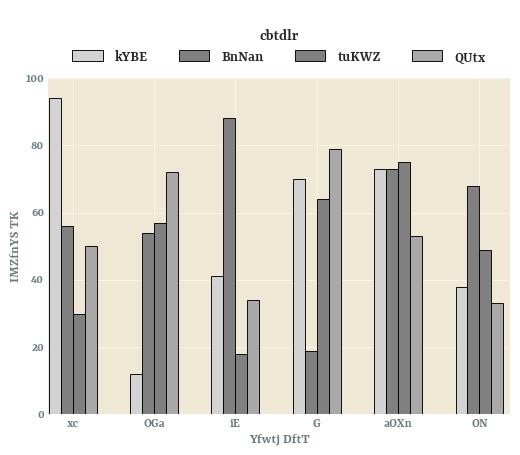 cbtdlr
kYBE BnNan tuKWZ QUtx
100
80
60
40
20
0
IMZfnYS TK
xc OGa iE G aOXn ON
Yfwtj DftT